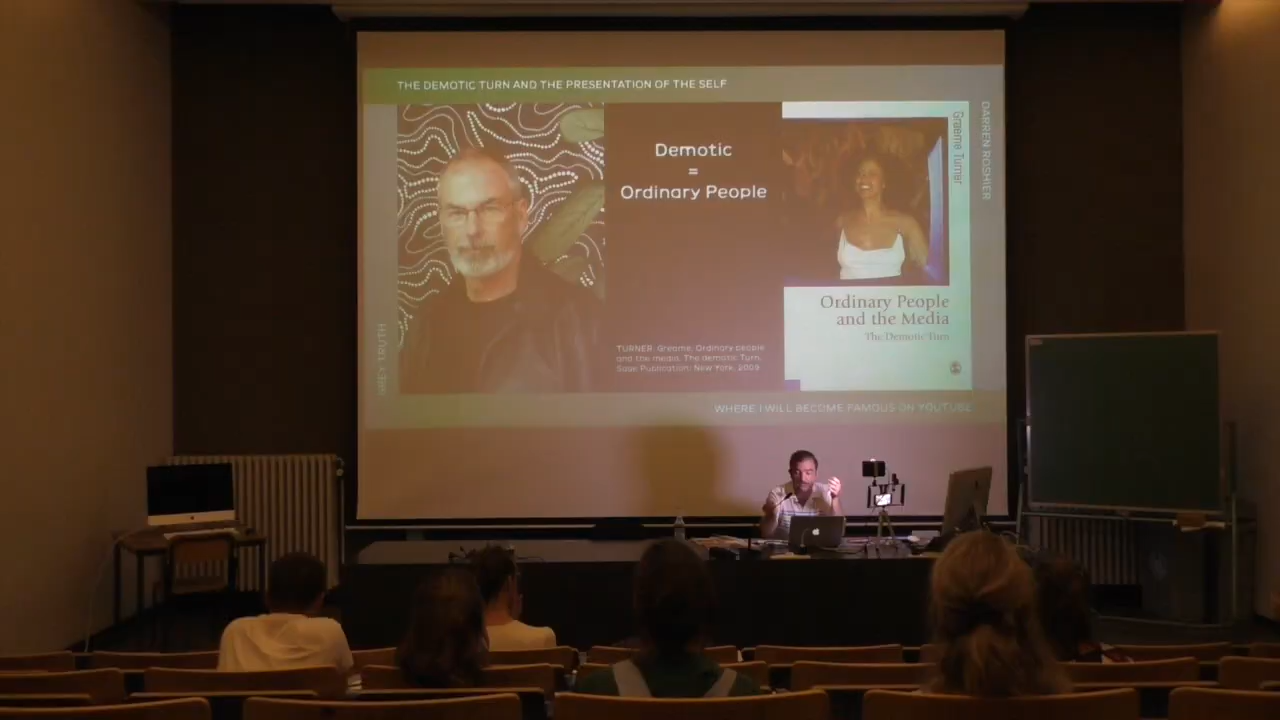 THE DEMOTIC TURN AND THE PRESENTATION OF THE SELF
GREY TRUTH
Demotic
=
Ordinary People
TURNER, Greame, Ordinary people
and the media. The demotic Turn,
Sage Publication: New York, 2009
Graeme Turner
Ordinary People
and the Media
The Demotic Turn
DARREN ROSHIER
WHERE I WILL BECOME FAMOUS ON YOUTUBE